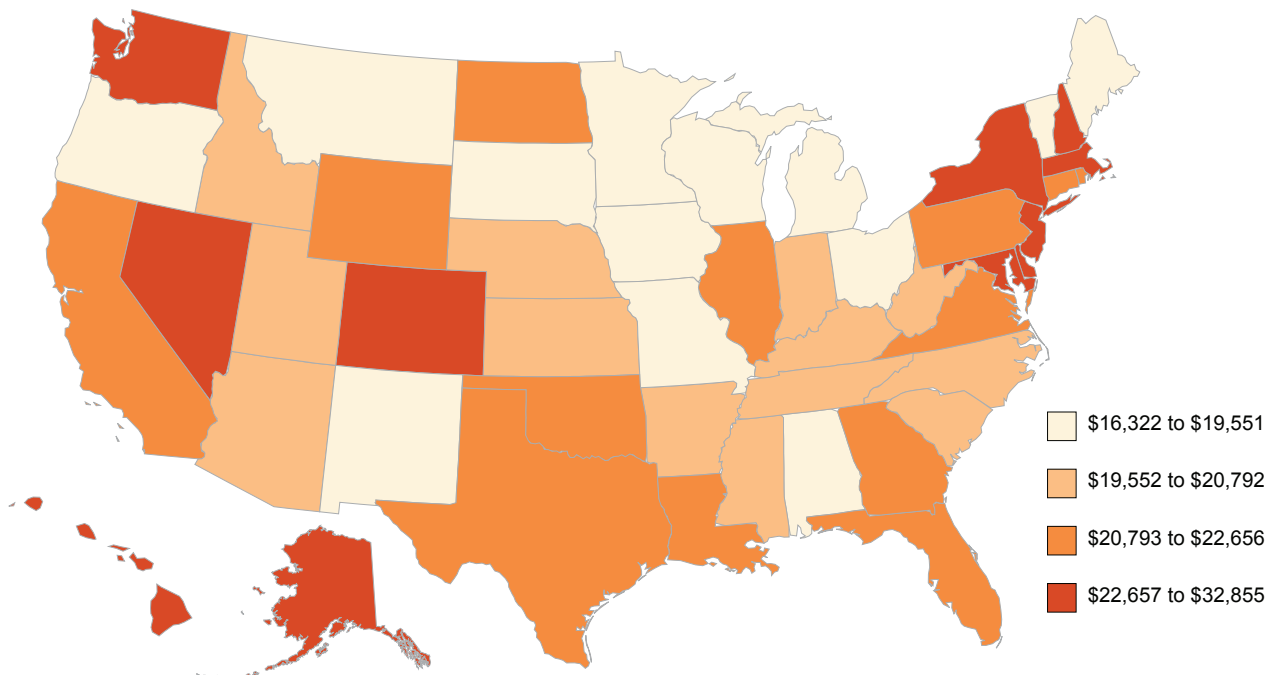 $16,322 to $19,551
$19,552 to $20,792
$20,793 to $22,656
$22,657 to $32,855